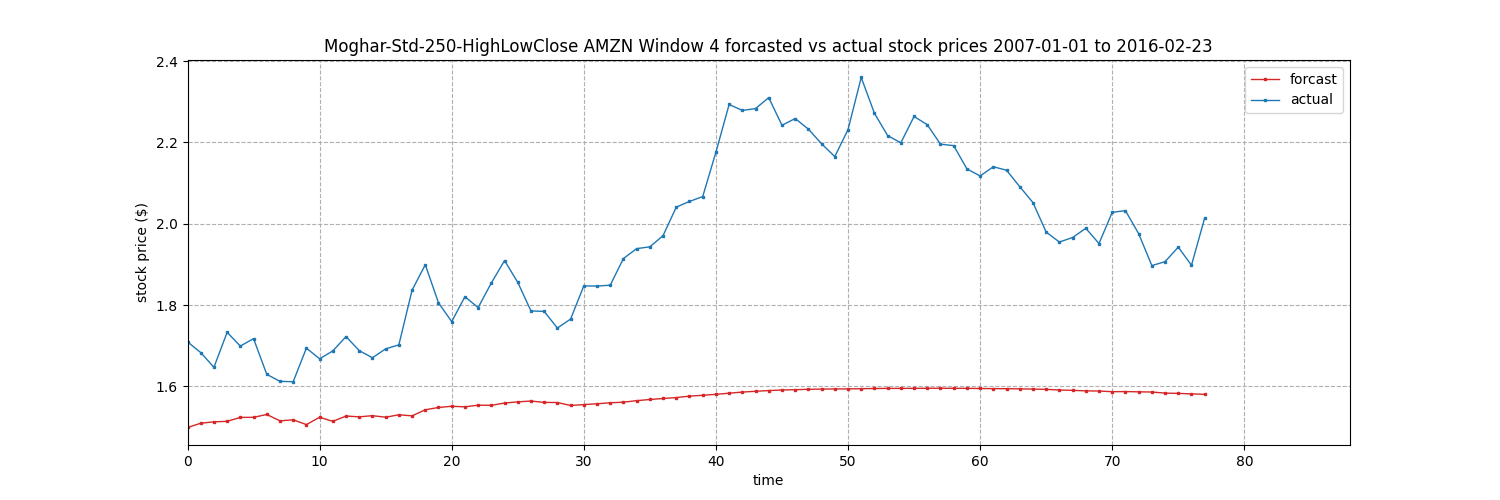 Moghar-Std-250-HighLowClose AMZN Window 4 forcasted vs actual stock prices 2007-01-01 to 2016-02-23
forcast
actual
stock price ($)
2.4
2.2
2.0
1.8
1.6
0 10 20 30 40 50 60 70 80
time